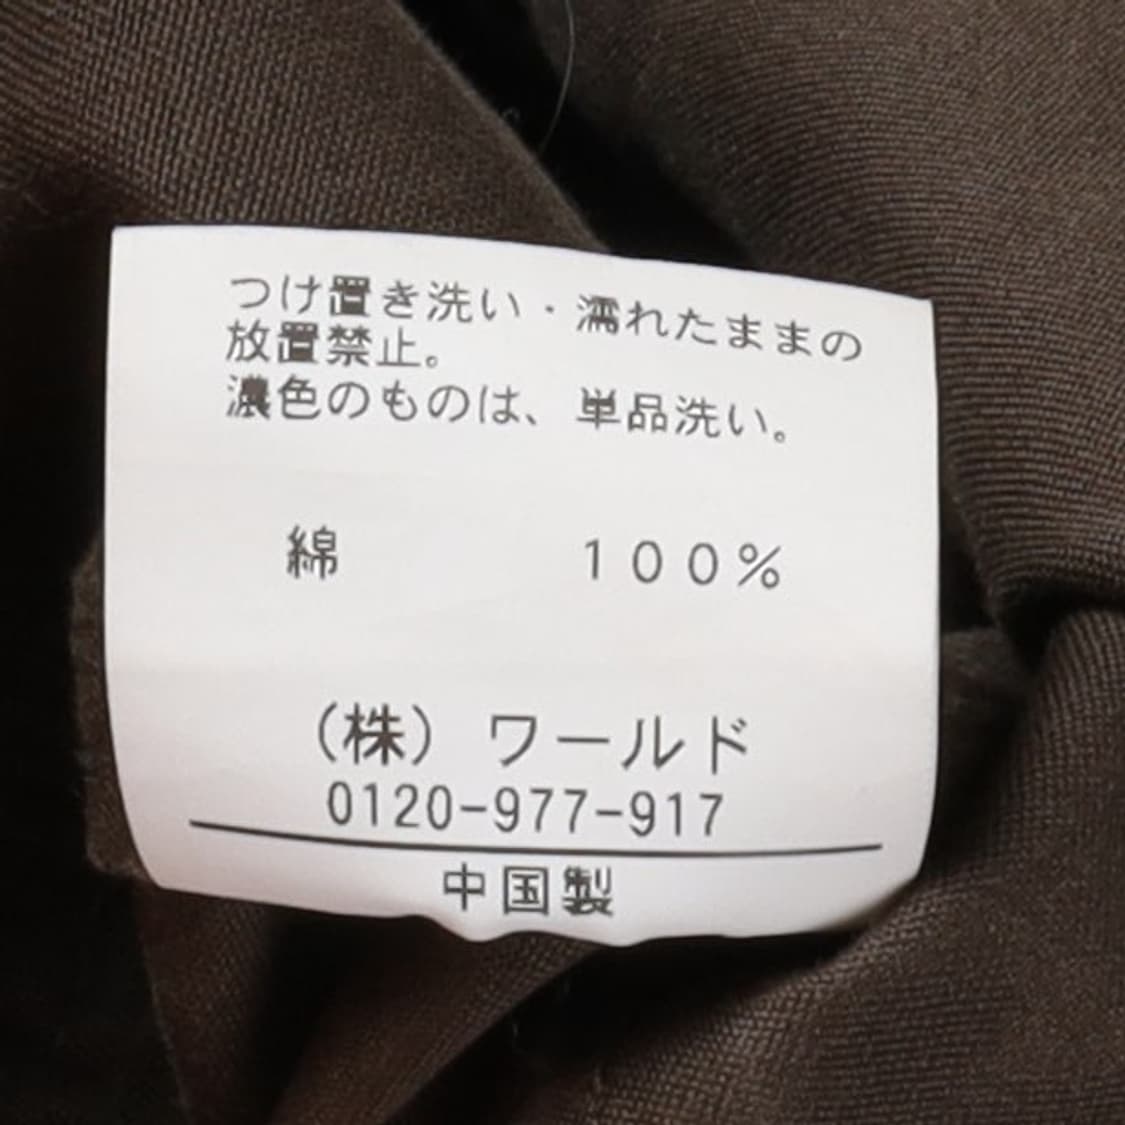 つけ置き洗い・濡れたままの
放置禁止。
濃色のものは、単品洗い。
綿 100%
(株) ワールド
0120-977-917
中国製